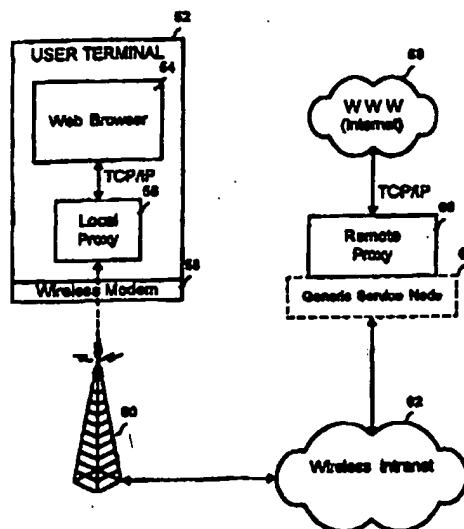 52
USER TERMINAL
54
Web Browser
TCP/IP
56
Local
Proxy
58
Wireless Modem
60
WWW
(Internet)
TCP/IP
Remote
Proxy
Generic Service Node
62
Wireless Intranet